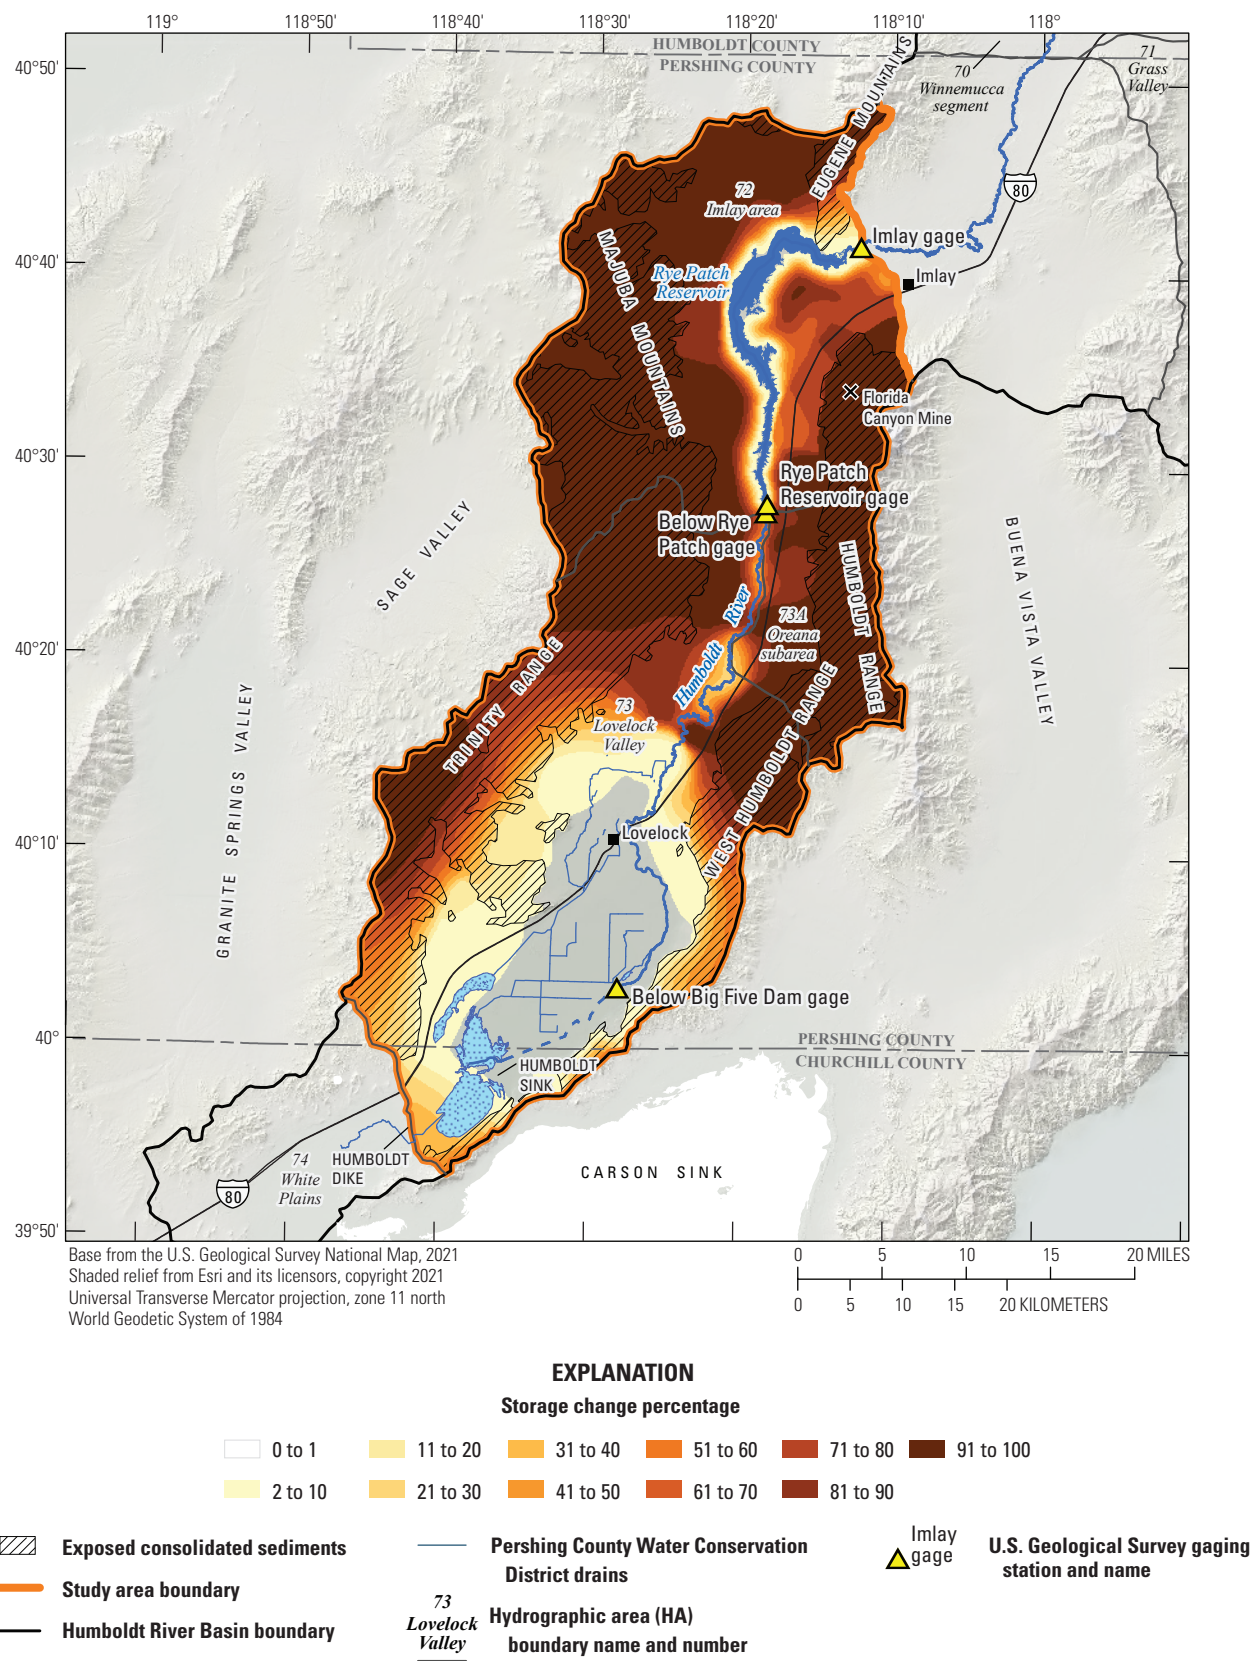 119°
118°50'
118°40'
118°30'
118°20'
118°10'
118°
40°50'
40°40'
40°30'
40°20'
40°10'
40°
39°50'
HUMBOLDT COUNTY
PERSHING COUNTY
70
Winnemucca
segment
71
Grass
Valley
EUGENE MOUNTAINS
80
72
Imlay area
Imlay gage
Imlay
MAJUBA MOUNTAINS
Rye Patch
Reservoir
Florida
Canyon Mine
Rye Patch
Reservoir gage
Below Rye
Patch gage
SAGE VALLEY
BUENA VISTA VALLEY
HUMBOLDT RANGE
Humboldt River
73A
Oreana
subarea
TRINITY RANGE
73
Lovelock
Valley
WEST HUMBOLDT RANGE
GRANITE SPRINGS VALLEY
Lovelock
Below Big Five Dam gage
PERSHING COUNTY
CHURCHILL COUNTY
HUMBOLDT
SINK
HUMBOLDT
DIKE
74
White
Plains
80
CARSON SINK
Base from the U.S. Geological Survey National Map, 2021
Shaded relief from Esri and its licensors, copyright 2021
Universal Transverse Mercator projection, zone 11 north
World Geodetic System of 1984
0 5 10 15 20 MILES
0 5 10 15 20 KILOMETERS
EXPLANATION
Storage change percentage
0 to 1
11 to 20
31 to 40
51 to 60
71 to 80
91 to 100
2 to 10
21 to 30
41 to 50
61 to 70
81 to 90
Exposed consolidated sediments
Study area boundary
Humboldt River Basin boundary
Pershing County Water Conservation
District drains
73
Lovelock
Valley
Hydrographic area (HA)
boundary name and number
Imlay
gage
U.S. Geological Survey gaging
station and name